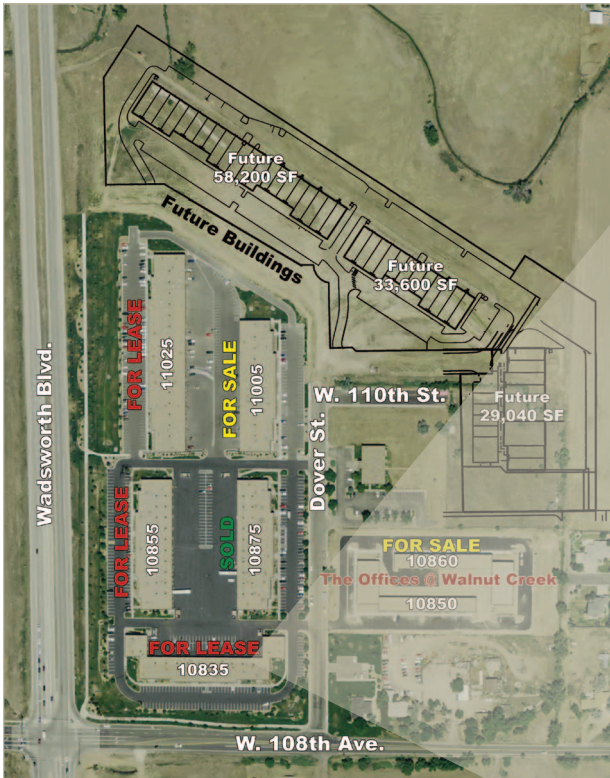 Future
58,200 SF
Future Buildings
Future
33,600 SF
FOR LEASE
11025
FOR SALE
11005
W. 110th St.
Future
29,040 SF
Wadsworth Blvd.
Dover St.
FOR LEASE
10855
SOLD
10875
FOR SALE
10860
The Offices @ Walnut Creek
10850
FOR LEASE
10835
W. 108th Ave.